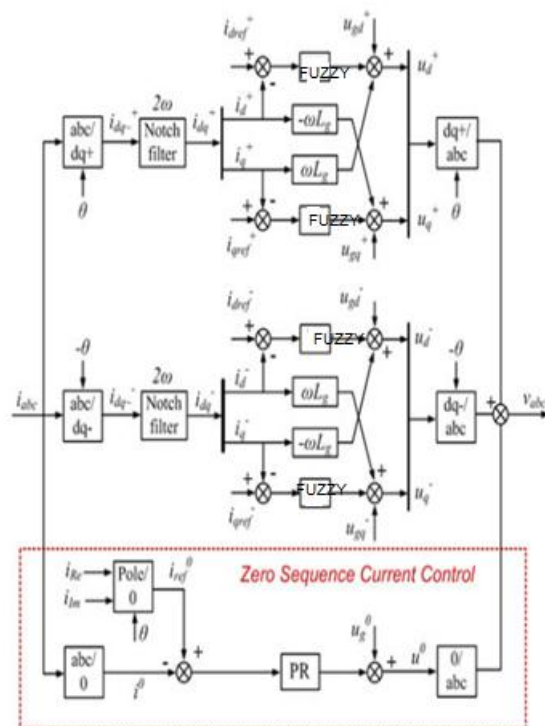 i_dref^+
+
-
FUZZY
u_gd^+
+
+
u_d^+
abc/
dq+
θ
i_dq~^+
2ω
Notch
filter
i_dq^+
i_d^+
-ωL_g
i_q^+
ωL_g
dq+/
abc
θ
-
+
i_qref^+
FUZZY
+
+
u_gq^+
u_q^+
i_dref^-
+
-
FUZZY
u_gd^-
+
+
u_d^-
i_abc
-θ
abc/
dq-
i_dq~^-
2ω
Notch
filter
i_dq^-
i_d^-
ωL_g
i_q^-
-ωL_g
-θ
dq-/
abc
+
v_abc
-
+
i_qref^-
FUZZY
+
u_gq^-
u_q^-
Zero Sequence Current Control
i_Re
i_Im
Pole/
0
θ
i_ref^0
abc/
0
i^0
-
+
PR
u_g^0
+
u^0
0/
abc